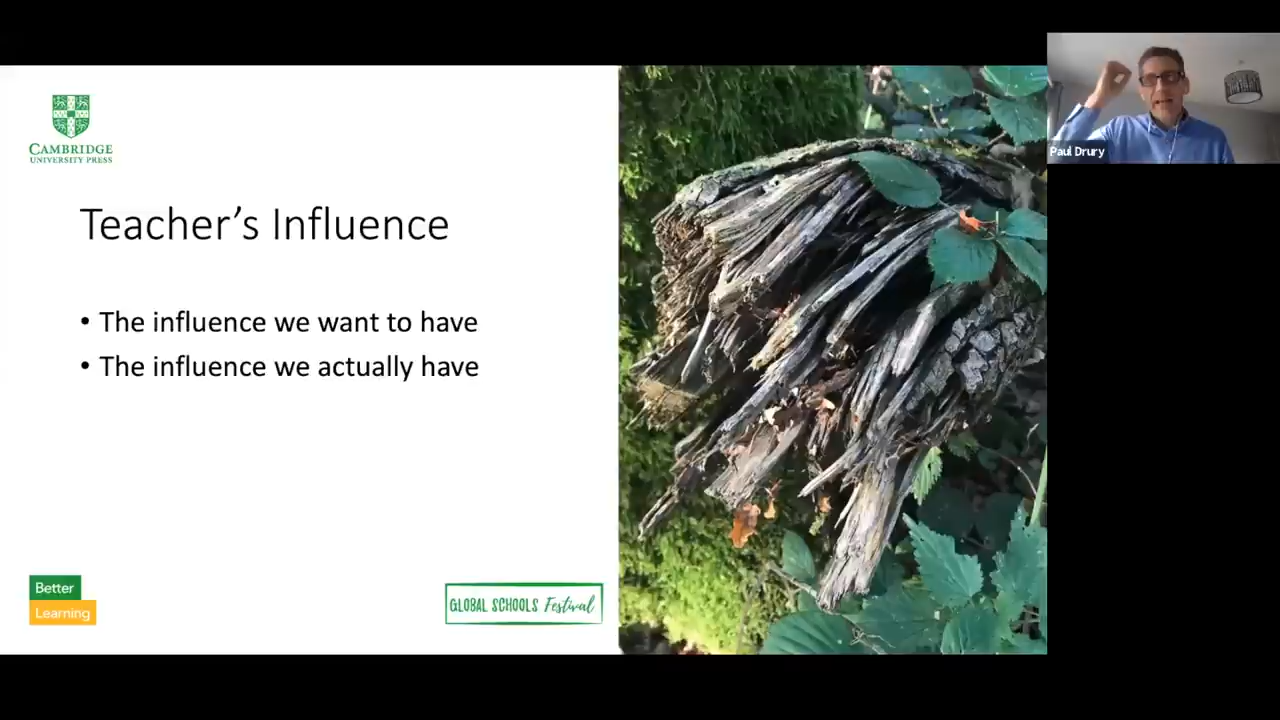 CAMBRIDGE
UNIVERSITY PRESS
Teacher’s Influence
• The influence we want to have
• The influence we actually have
Better
Learning
GLOBAL SCHOOLS Festival
Paul Drury